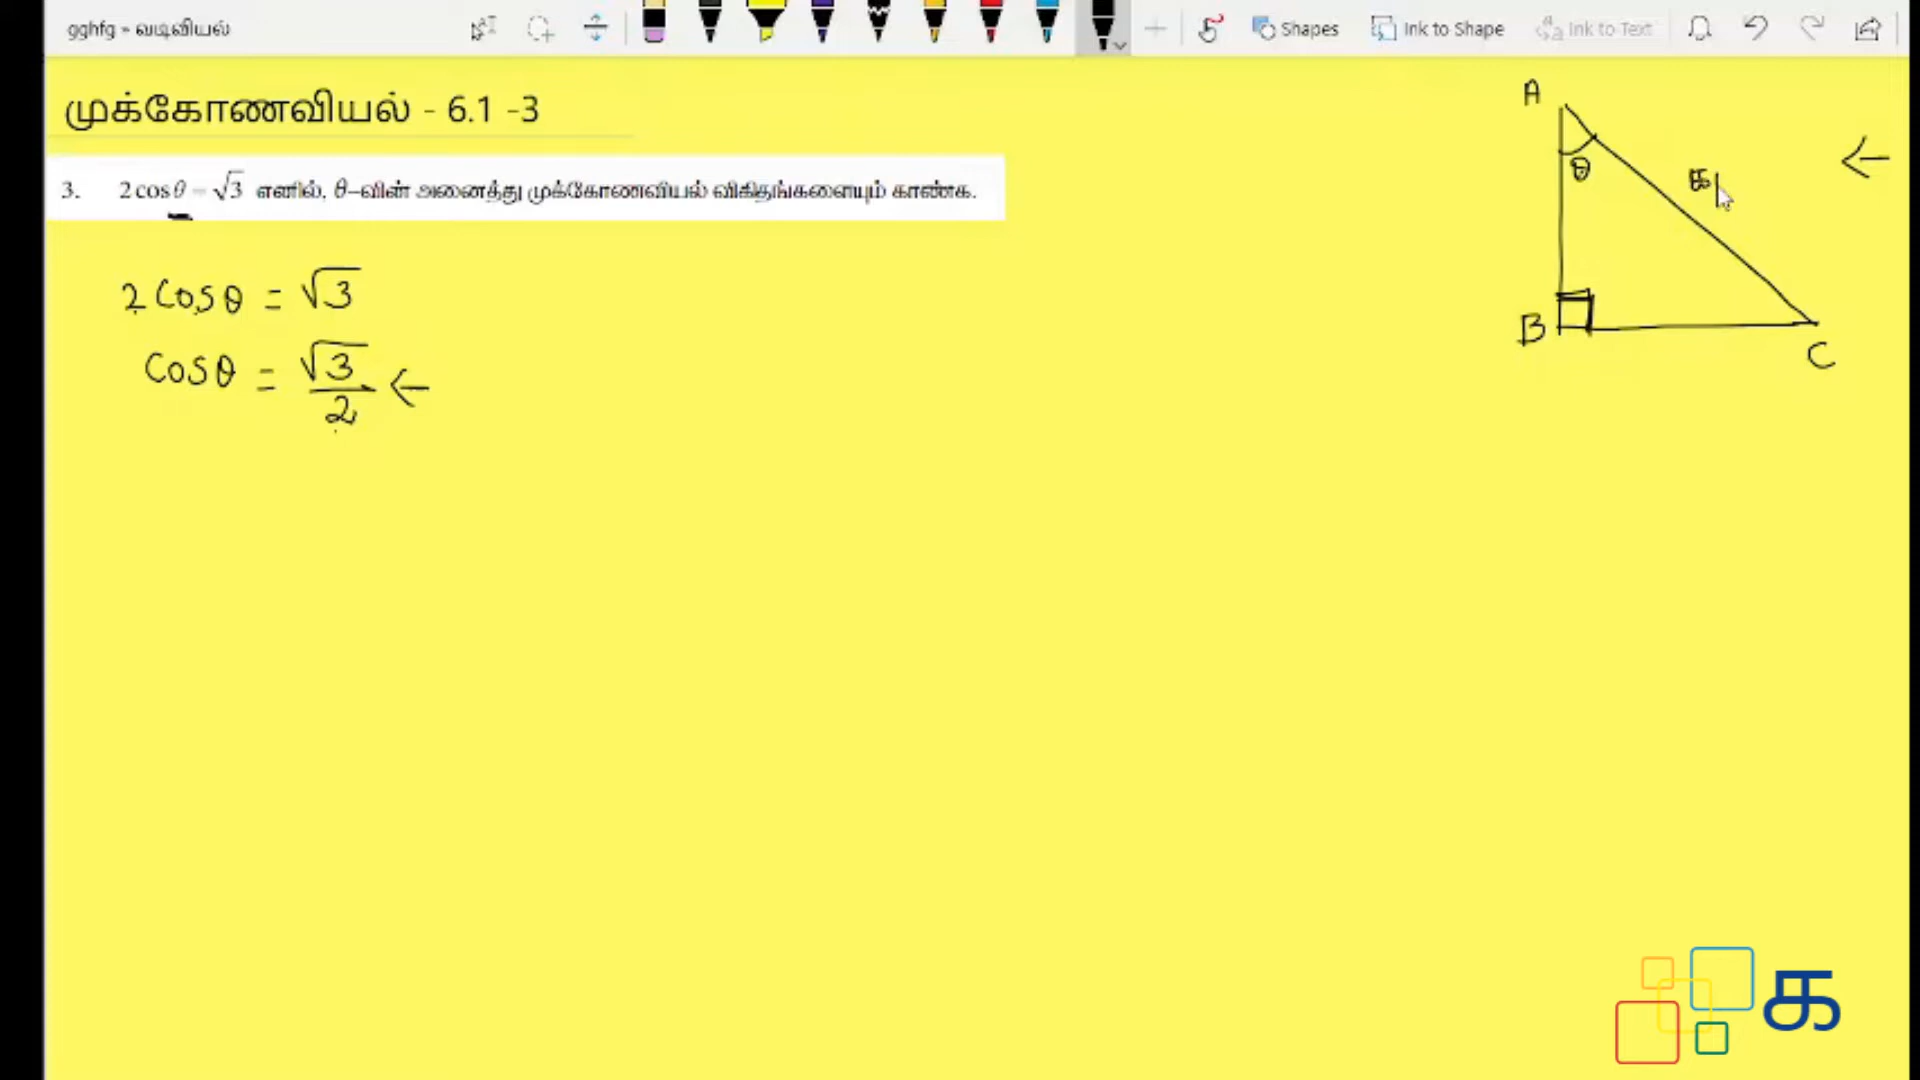 gghfg - வடிவியல்
Shapes
Ink to Shape
Ink to Text
முக்கோணவியல் - 6.1 -3
3. 2 cos θ = √3 எனில், θ-வின் அனைத்து முக்கோணவியல் விகிதங்களையும் காண்க.
2 Cos θ = √3
Cos θ = √3/2 ←
A
θ
←
B
C
க